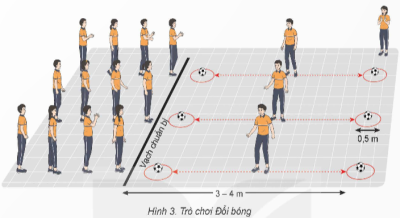 Vạch chuẩn bị
0,5 m
3 – 4 m
Hình 3. Trò chơi Đổi bóng